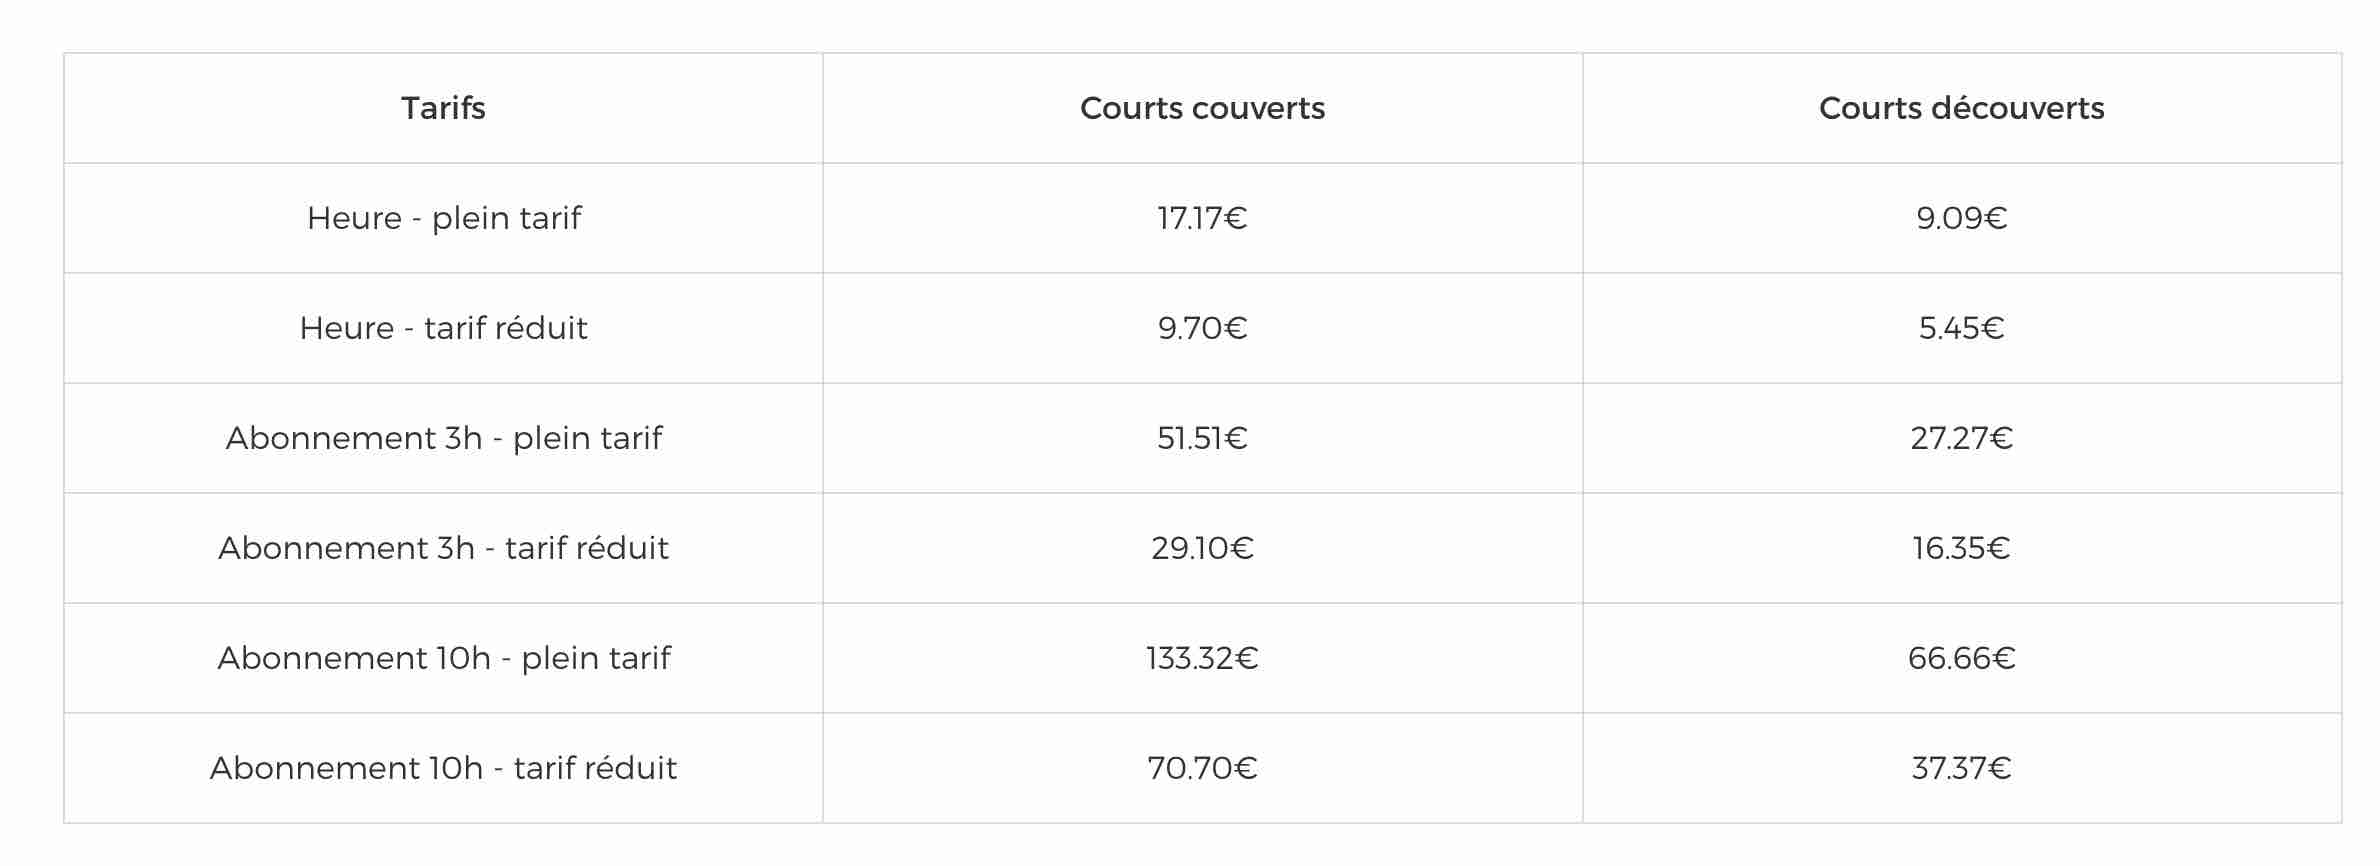 Tarifs Courts couverts Courts découverts
Heure - plein tarif 17.17€ 9.09€
Heure - tarif réduit 9.70€ 5.45€
Abonnement 3h - plein tarif 51.51€ 27.27€
Abonnement 3h - tarif réduit 29.10€ 16.35€
Abonnement 10h - plein tarif 133.32€ 66.66€
Abonnement 10h - tarif réduit 70.70€ 37.37€